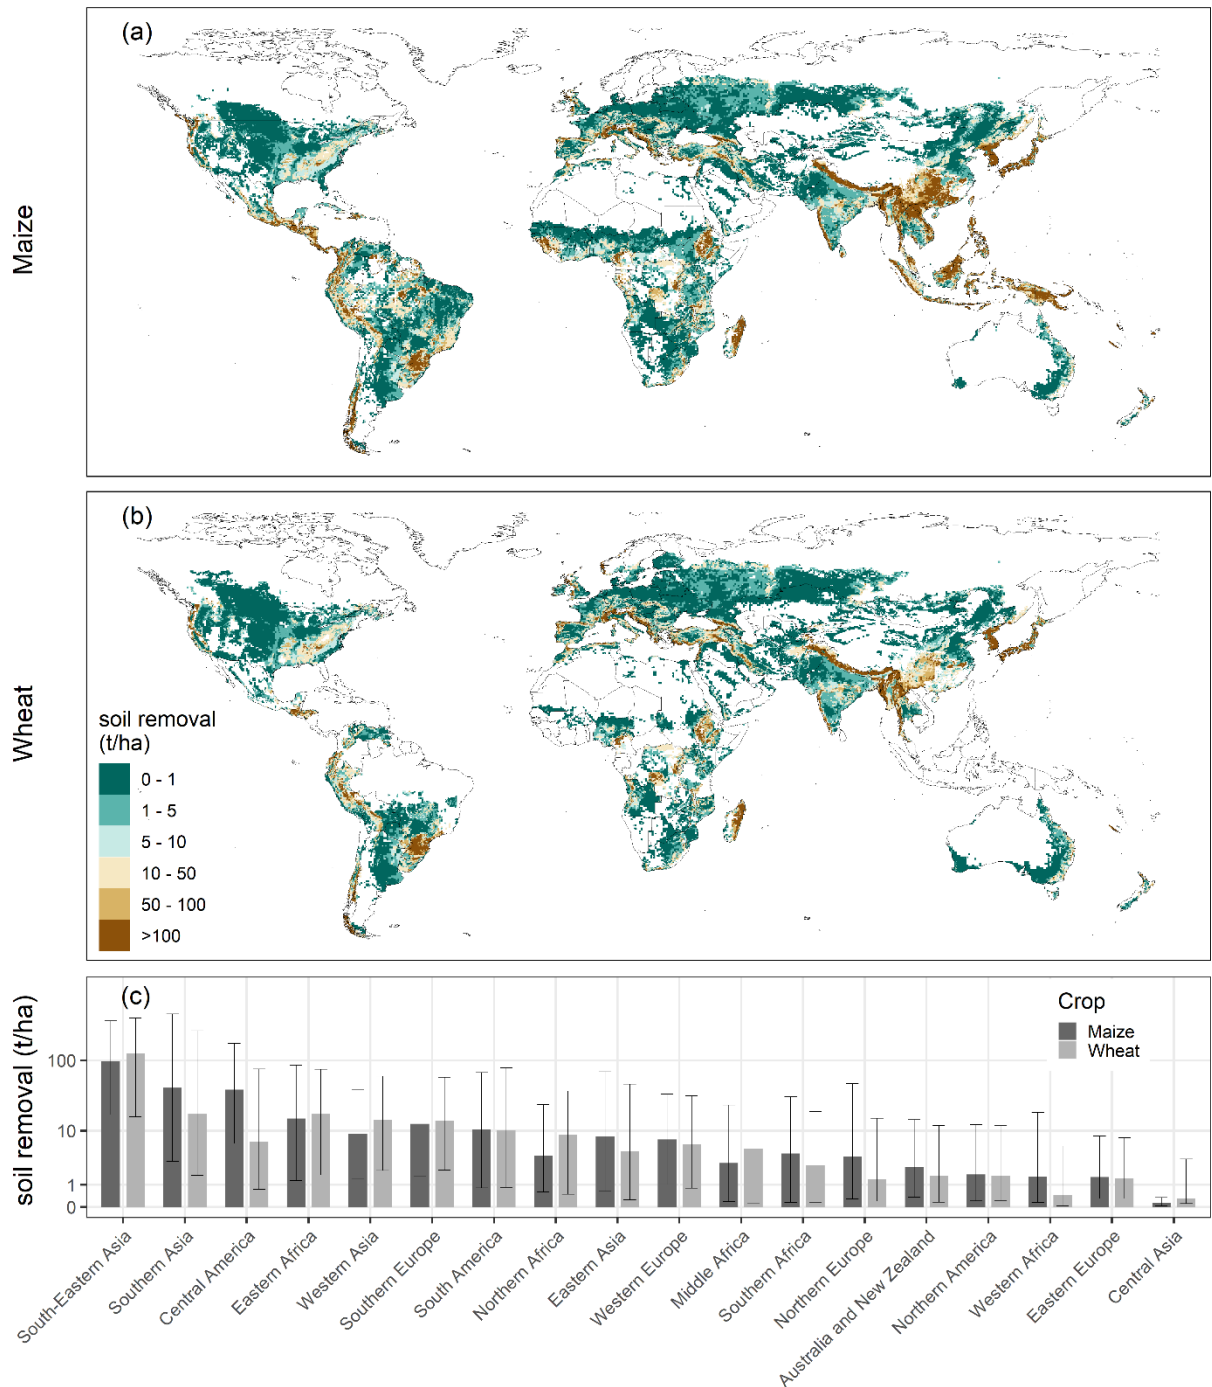 (a)
Maize
(b)
Wheat
soil removal
(t/ha)
0 - 1
1 - 5
5 - 10
10 - 50
50 - 100
>100
(c)
soil removal (t/ha)
100
10
1
0
Crop
Maize
Wheat
South-Eastern Asia
Southern Asia
Central America
Eastern Africa
Western Asia
Southern Europe
South America
Northern Africa
Eastern Asia
Western Europe
Middle Africa
Southern Africa
Northern Europe
Australia and New Zealand
Northern America
Western Africa
Eastern Europe
Central Asia